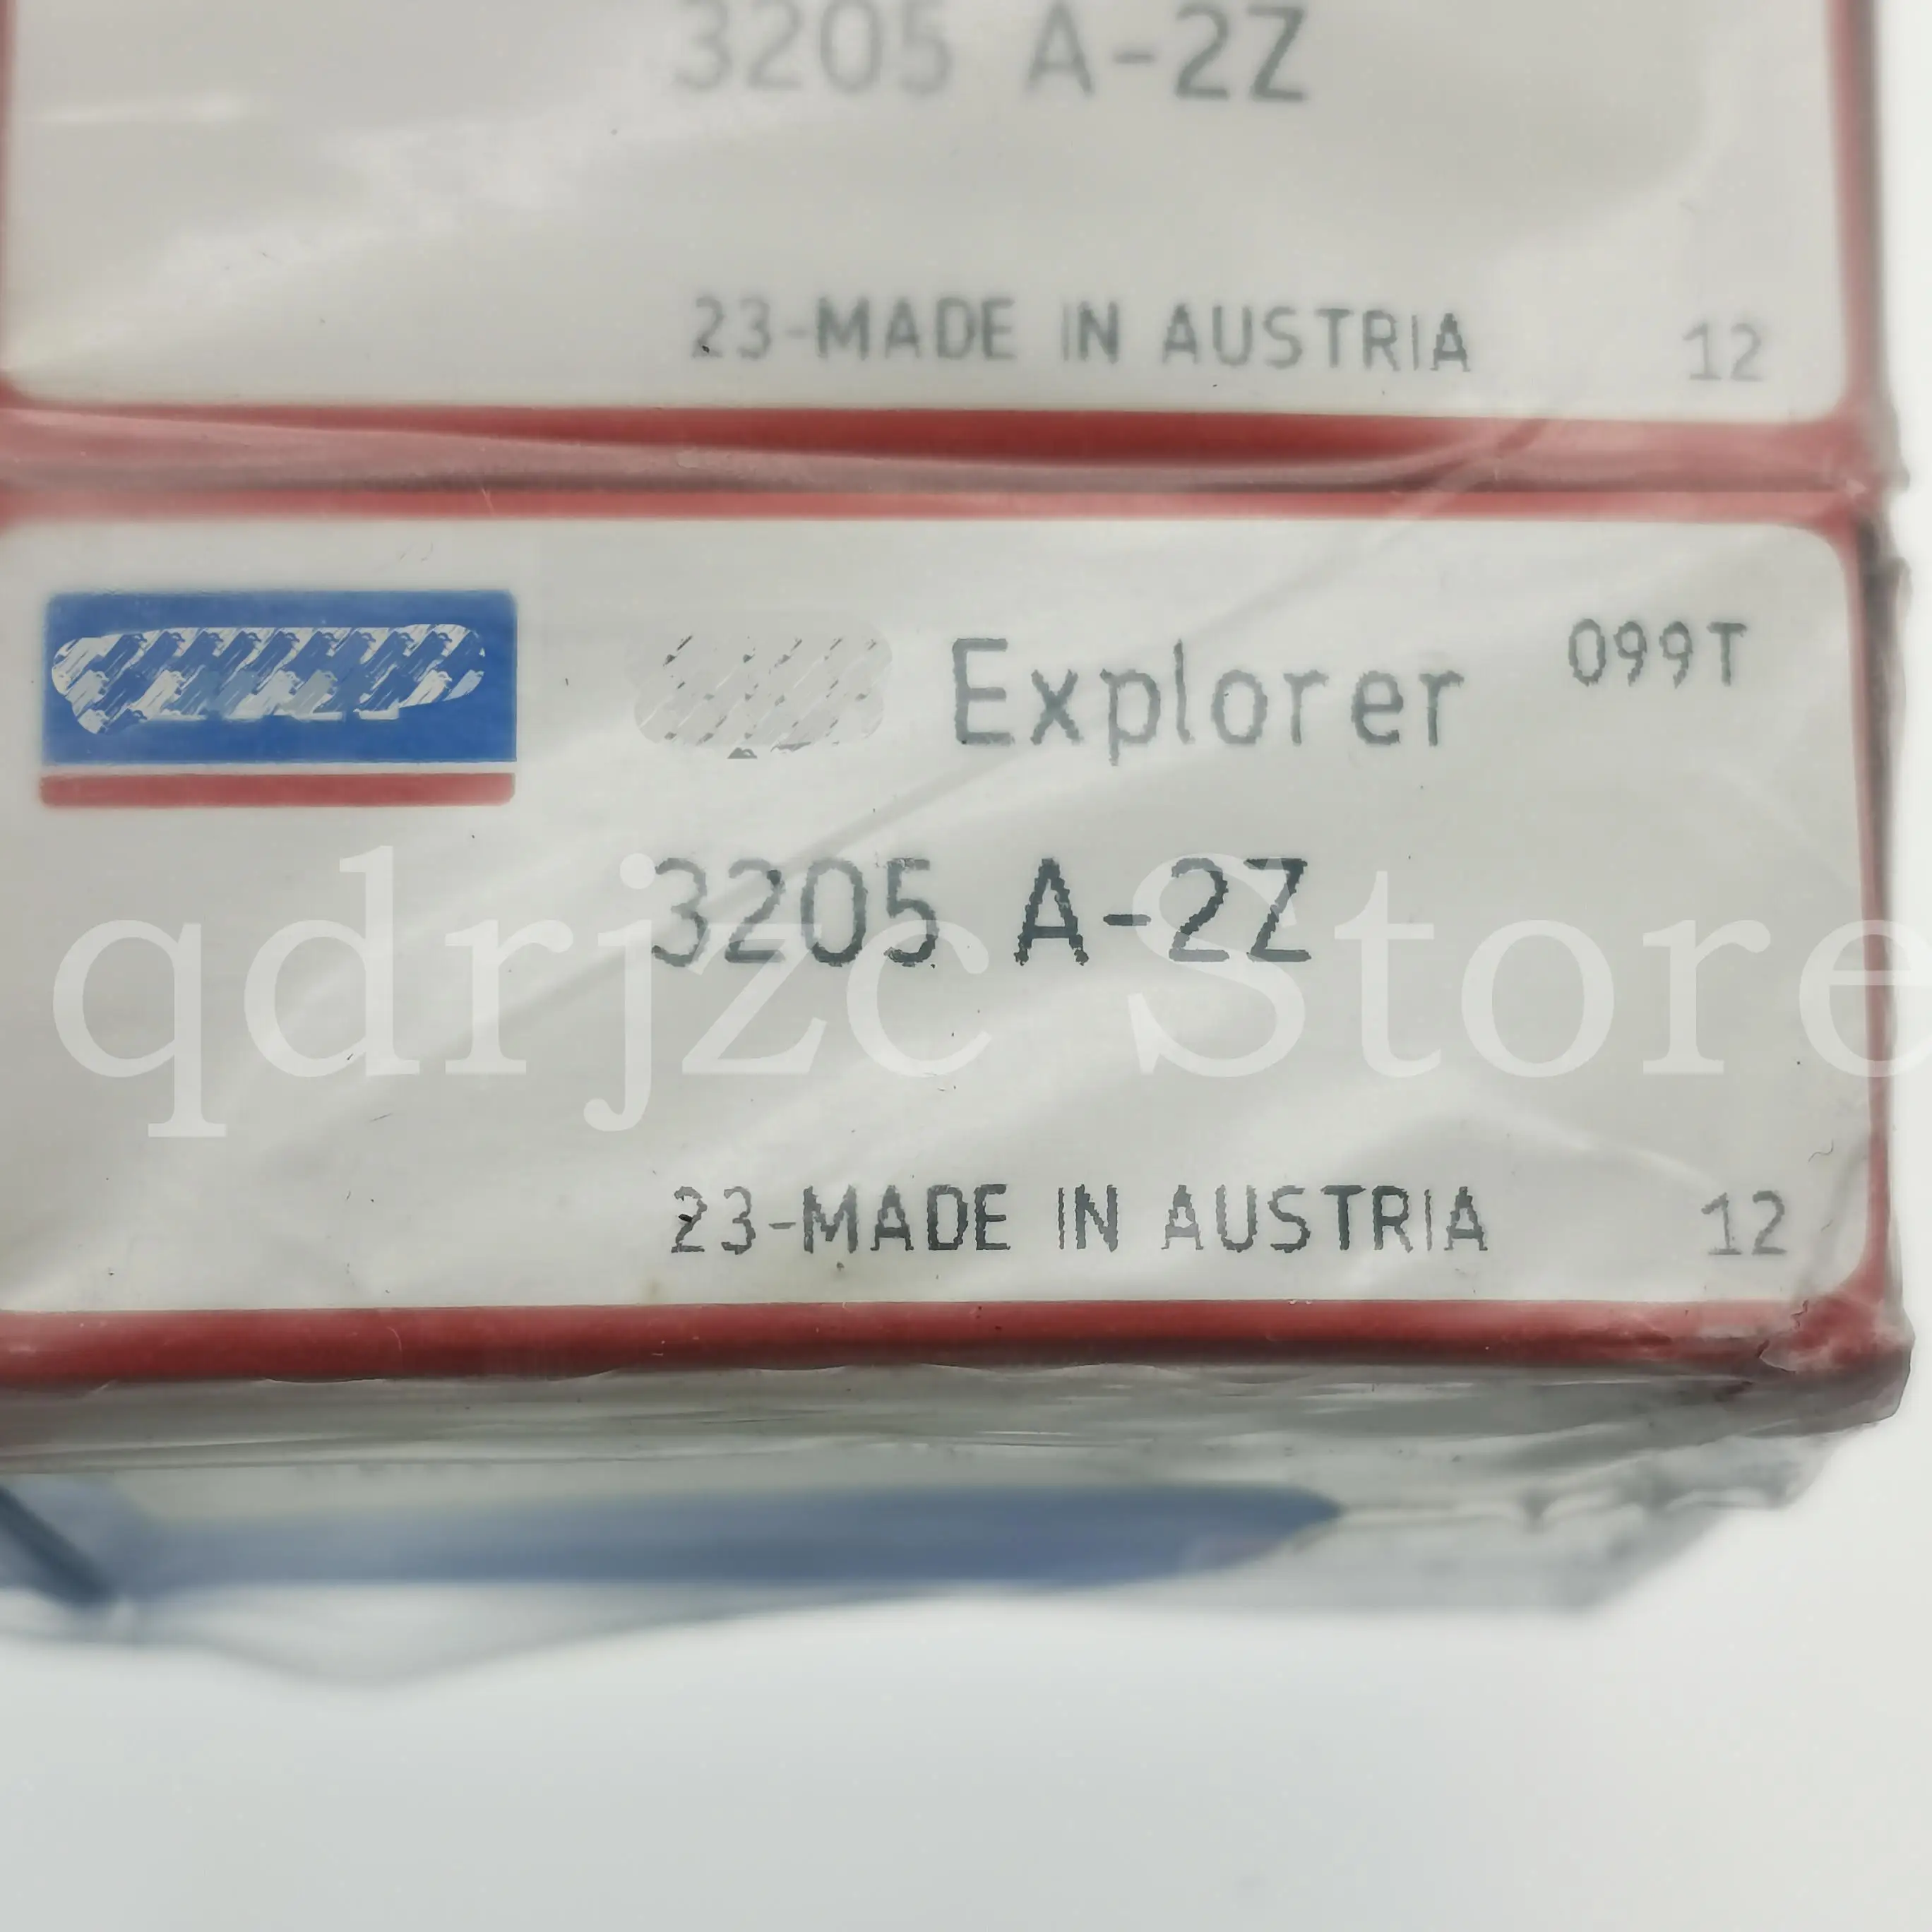 3205 A-2Z
23-MADE IN AUSTRIA 12
Explorer 099T
3205 A-2Z
qdrjzc Store
23-MADE IN AUSTRIA 12